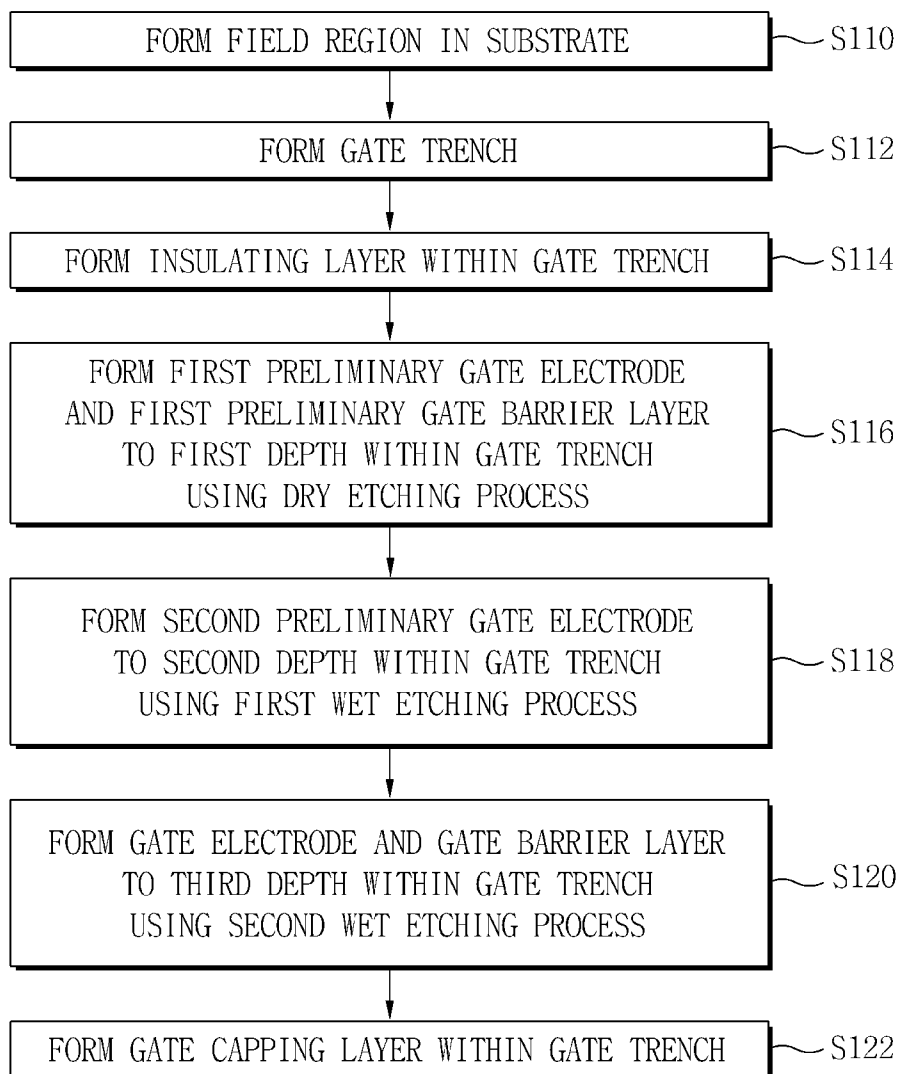 FORM FIELD REGION IN SUBSTRATE
S110
FORM GATE TRENCH
S112
FORM INSULATING LAYER WITHIN GATE TRENCH
S114
FORM FIRST PRELIMINARY GATE ELECTRODE
AND FIRST PRELIMINARY GATE BARRIER LAYER
TO FIRST DEPTH WITHIN GATE TRENCH
USING DRY ETCHING PROCESS
S116
FORM SECOND PRELIMINARY GATE ELECTRODE
TO SECOND DEPTH WITHIN GATE TRENCH
USING FIRST WET ETCHING PROCESS
S118
FORM GATE ELECTRODE AND GATE BARRIER LAYER
TO THIRD DEPTH WITHIN GATE TRENCH
USING SECOND WET ETCHING PROCESS
S120
FORM GATE CAPPING LAYER WITHIN GATE TRENCH
S122